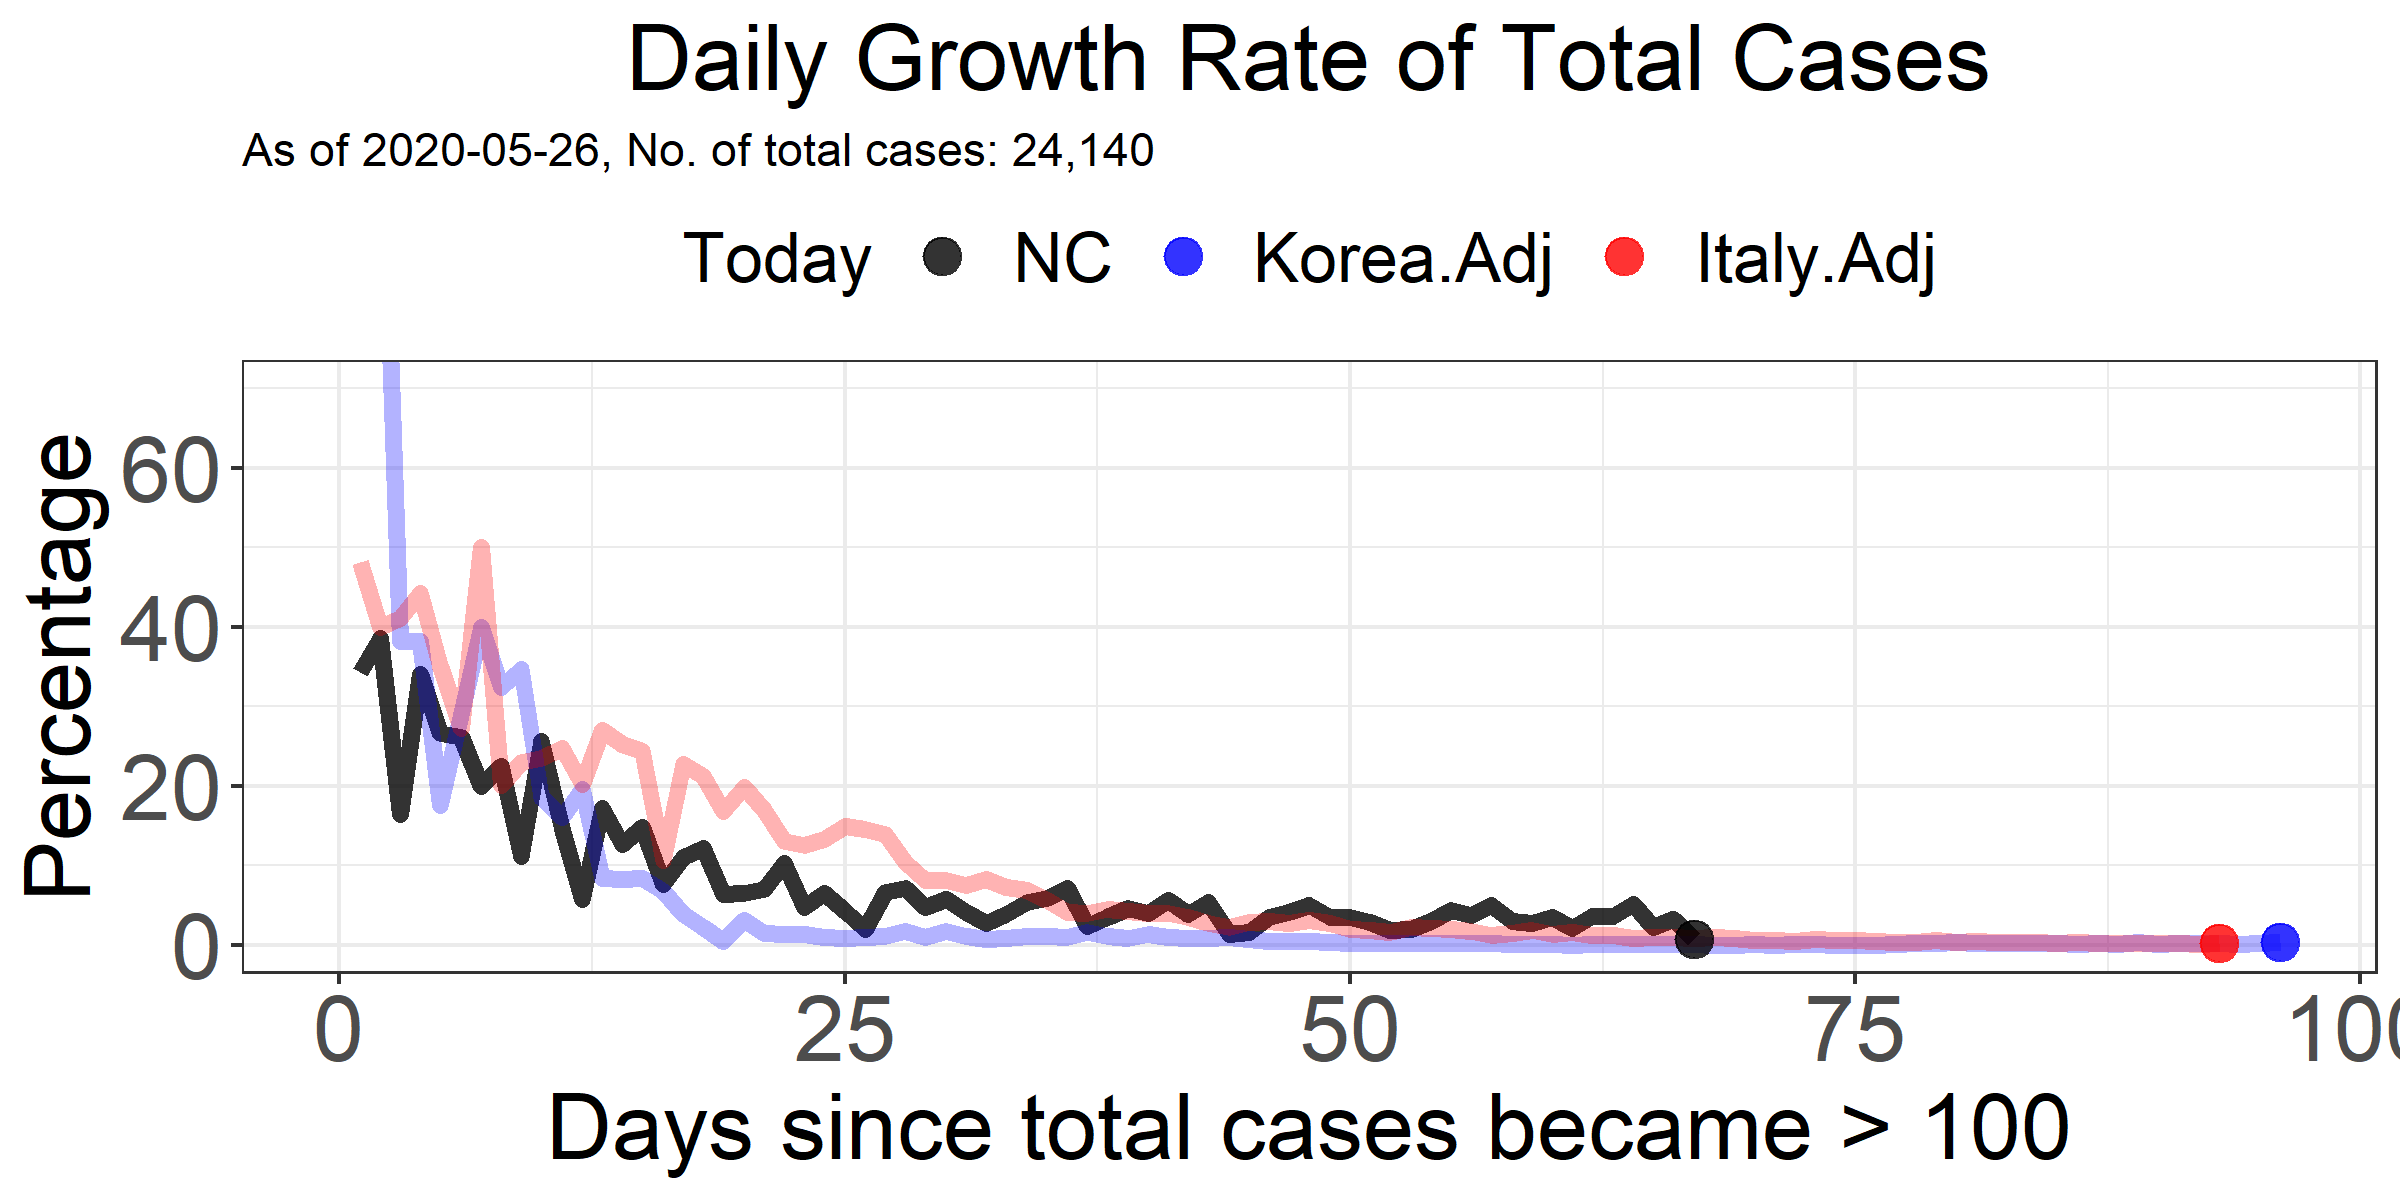 Daily Growth Rate of Total Cases
As of 2020-05-26, No. of total cases: 24,140
Today NC Korea.Adj Italy.Adj
Percentage
60
40
20
0
0 25 50 75 100
Days since total cases became > 100